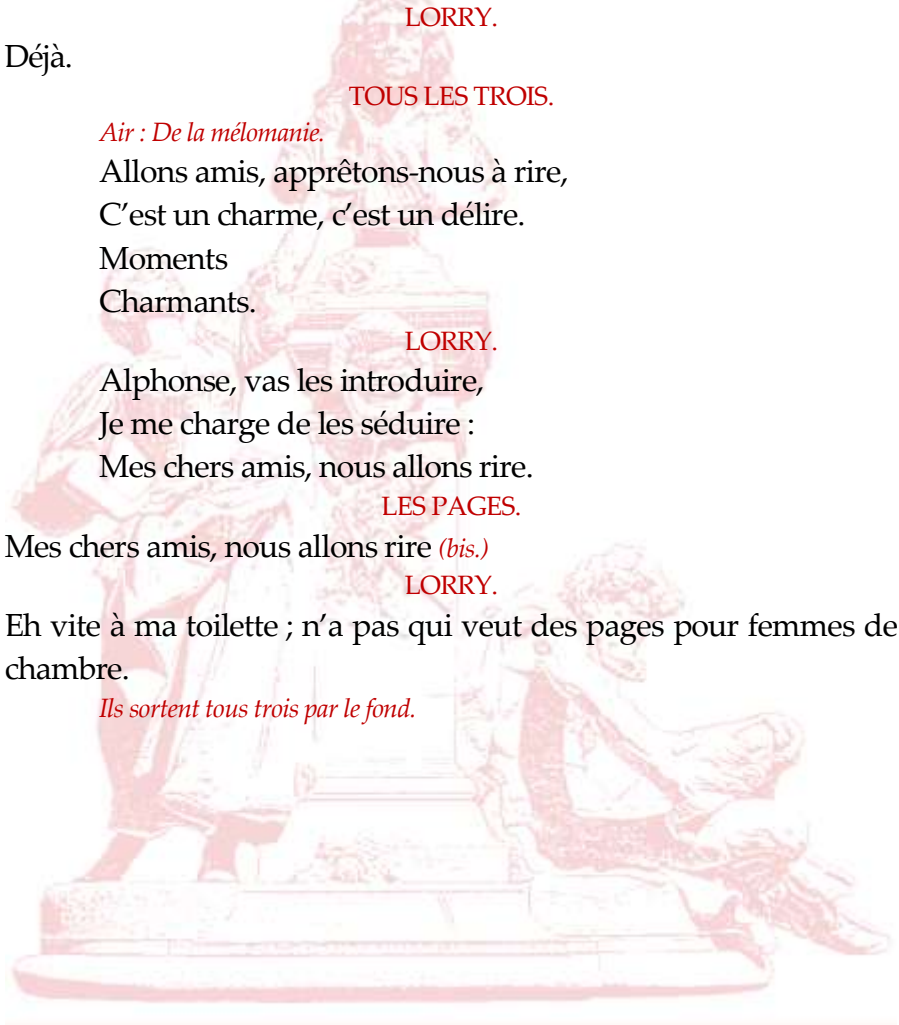 LORRY.
Déjà.
TOUS LES TROIS.
Air : De la mélomanie.
Allons amis, apprêtons-nous à rire,
C’est un charme, c’est un délire.
Moments
Charmants.
LORRY.
Alphonse, vas les introduire,
Je me charge de les séduire :
Mes chers amis, nous allons rire.
LES PAGES.
Mes chers amis, nous allons rire (bis.)
LORRY.
Eh vite à ma toilette ; n’a pas qui veut des pages pour femmes de
chambre.
Ils sortent tous trois par le fond.